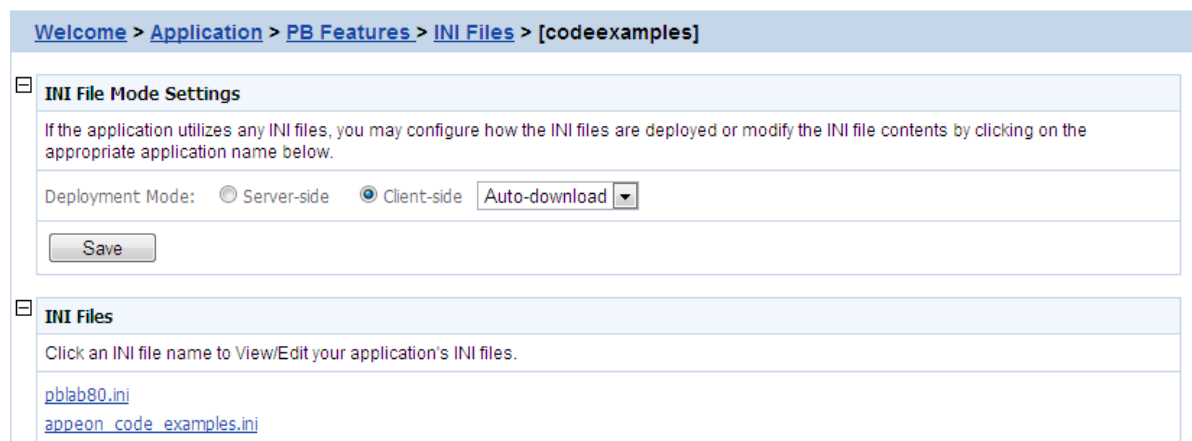 Welcome > Application > PB Features > INI Files > [codeexamples]
INI File Mode Settings
If the application utilizes any INI files, you may configure how the INI files are deployed or modify the INI file contents by clicking on the
appropriate application name below.
Deployment Mode: Server-side Client-side Auto-download
Save
INI Files
Click an INI file name to View/Edit your application's INI files.
pblab80.ini
appeon_code_examples.ini